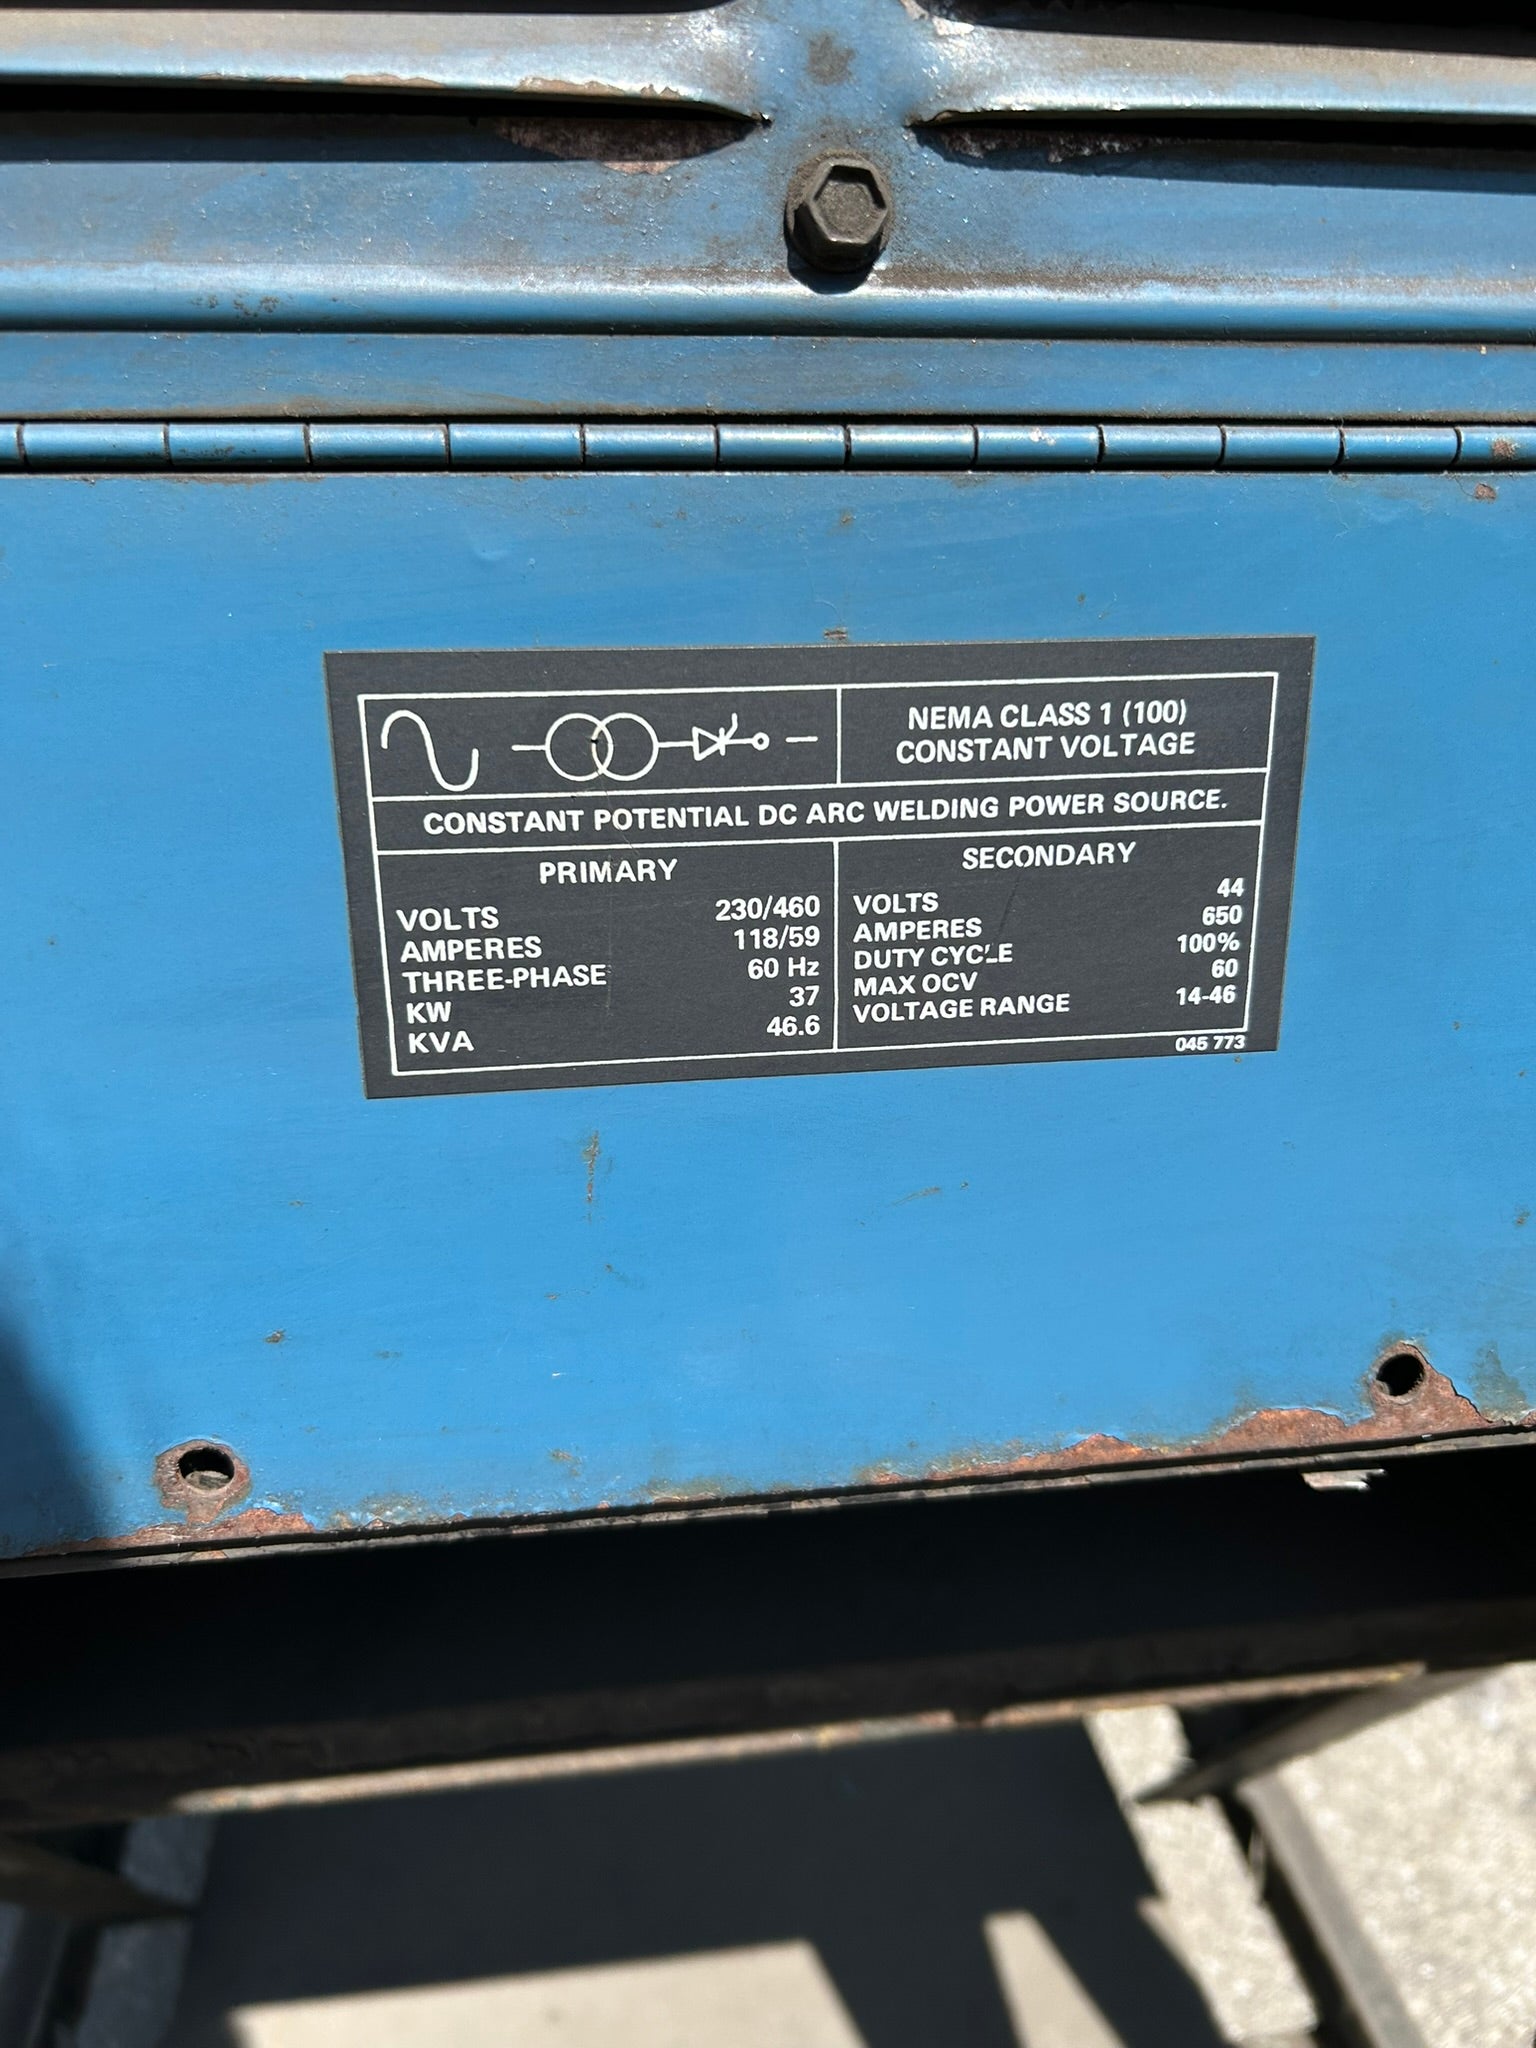 NEMA CLASS 1 (100)
CONSTANT VOLTAGE
CONSTANT POTENTIAL DC ARC WELDING POWER SOURCE.
PRIMARY
VOLTS 230/460
AMPERES 118/59
THREE-PHASE 60 Hz
KW 37
KVA 46.6
SECONDARY
VOLTS 44
AMPERES 650
DUTY CYCLE 100%
MAX OCV 60
VOLTAGE RANGE 14-46
045 773